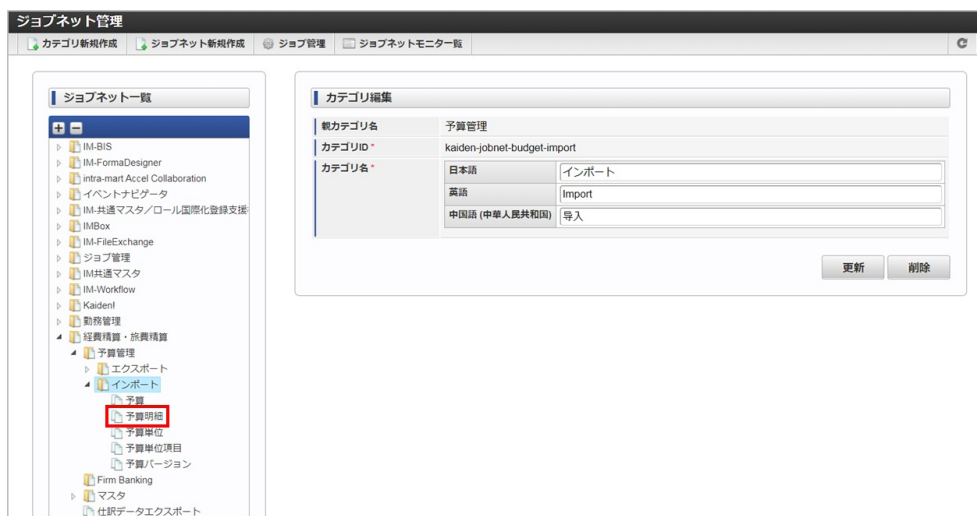 ジョブネット管理
カテゴリ新規作成 ジョブネット新規作成 ジョブ管理 ジョブネットモニター覧
ジョブネット一覧
IM-BIS
IM-FormaDesigner
intra-mart Accel Collaboration
イベントナビゲータ
IM-共通マスタ／ロール国際化登録支援
IMBox
IM-FileExchange
ジョブ管理
IM共通マスタ
IM-Workflow
Kaiden!
勤務管理
経費精算・旅費精算
予算管理
エクスポート
インポート
予算
予算明細
予算単位
予算単位項目
予算バージョン
Firm Banking
マスタ
仕訳データエクスポート
カテゴリ編集
親カテゴリ名 予算管理
カテゴリID * kaiden-jobnet-budget-import
カテゴリ名 * 日本語 インポート
英語 Import
中国語 (中華人民共和国) 导入
更新 削除